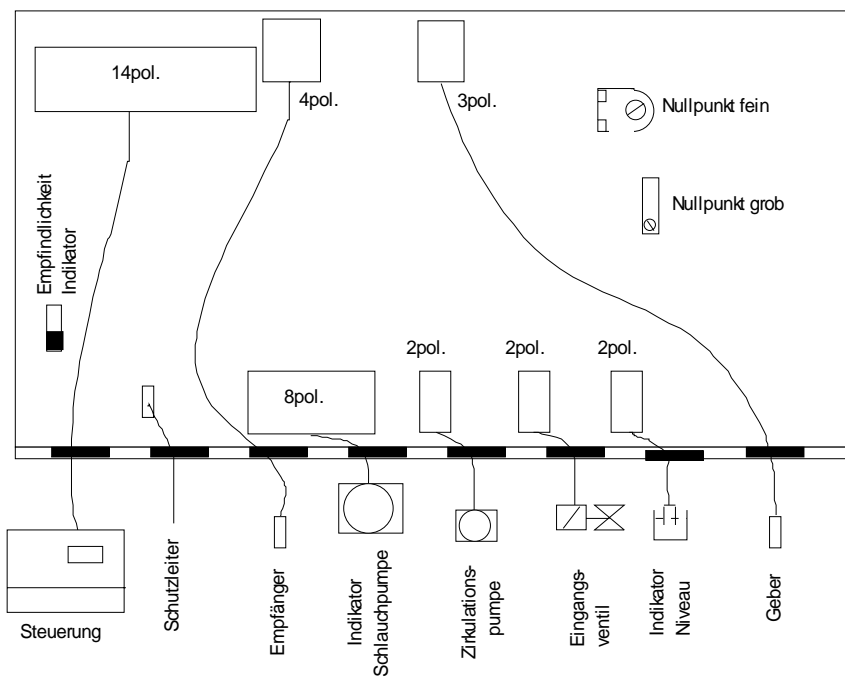 14pol.
4pol.
3pol.
Nullpunkt fein
Nullpunkt grob
Empfindlichkeit
Indikator
2pol.
2pol.
2pol.
8pol.
Steuerung
Schutzleiter
Empfänger
Indikator
Schlauchpumpe
Zirkulations-
pumpe
Eingangs-
ventil
Indikator
Niveau
Geber